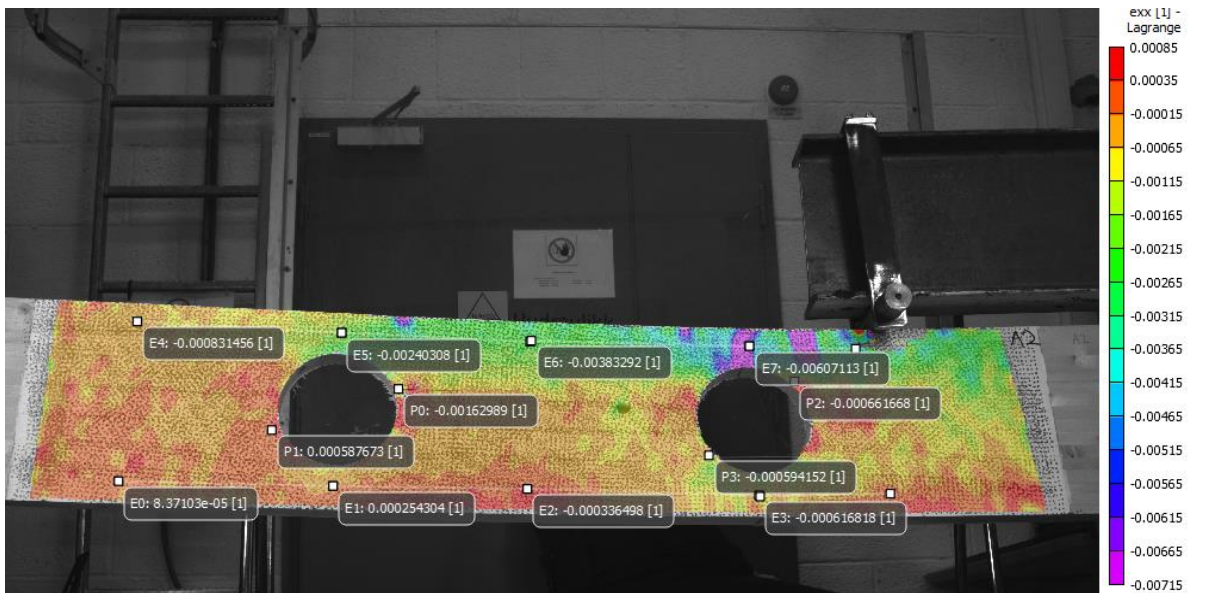 exx [1] -
Lagrange
0.00085
0.00035
-0.00015
-0.00065
-0.00115
-0.00165
-0.00215
-0.00265
-0.00315
-0.00365
-0.00415
-0.00465
-0.00515
-0.00565
-0.00615
-0.00665
-0.00715
Hydraulikk
A2
E4: -0.000831456 [1]
E5: -0.00240308 [1]
E6: -0.00383292 [1]
E7: -0.00607113 [1]
P0: -0.00162989 [1]
P2: -0.000661668 [1]
P1: 0.000587673 [1]
P3: -0.000594152 [1]
E0: 8.37103e-05 [1]
E1: 0.000254304 [1]
E2: -0.000336498 [1]
E3: -0.000616818 [1]